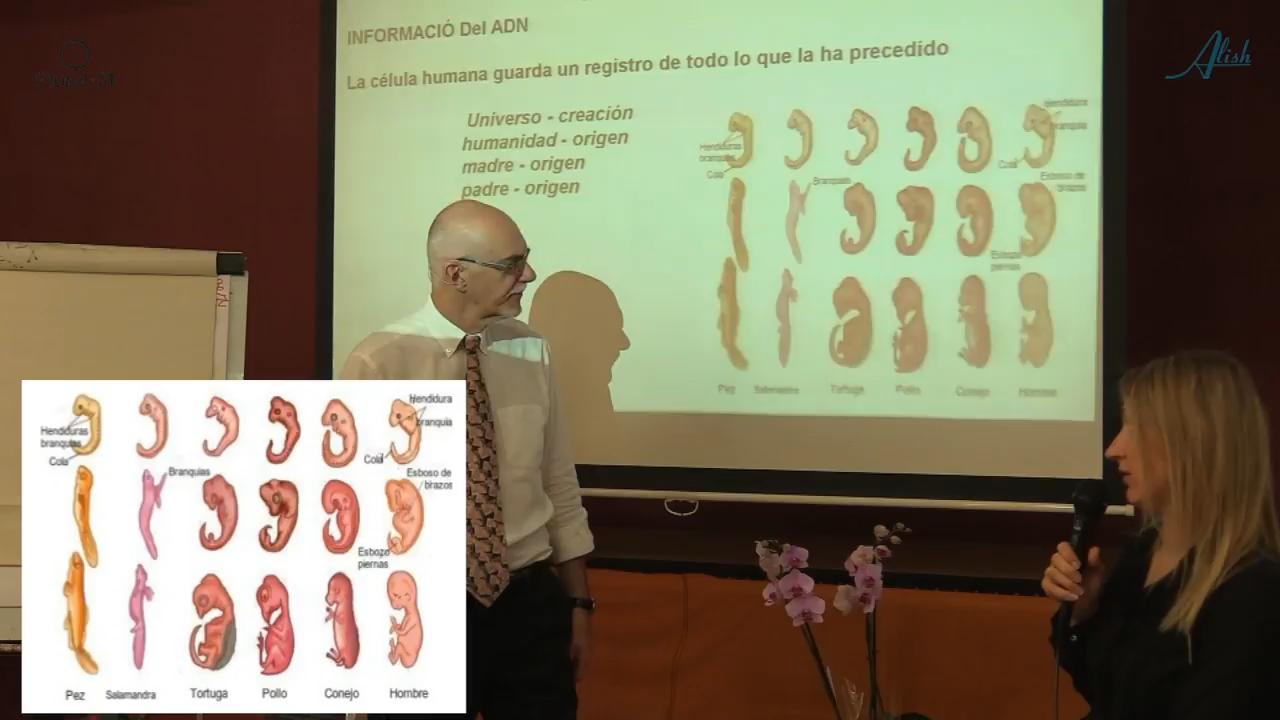 INFORMACIÓ Del ADN
La célula humana guarda un registro de todo lo que la ha precedido
Universo - creación
humanidad - origen
madre - origen
padre - origen
Hendidura
branquia
Hendiduras
branquias
Cola
Cola
Branquias
Esboso de
brazos
Esbozo
piernas
Pez
Salamandra
Tortuga
Pollo
Conejo
Hombre
Alish
Hendidura
branquia
Hendiduras
branquias
Cola
Cola
Branquias
Esboso de
brazos
Esbozo
piernas
Pez
Salamandra
Tortuga
Pollo
Conejo
Hombre